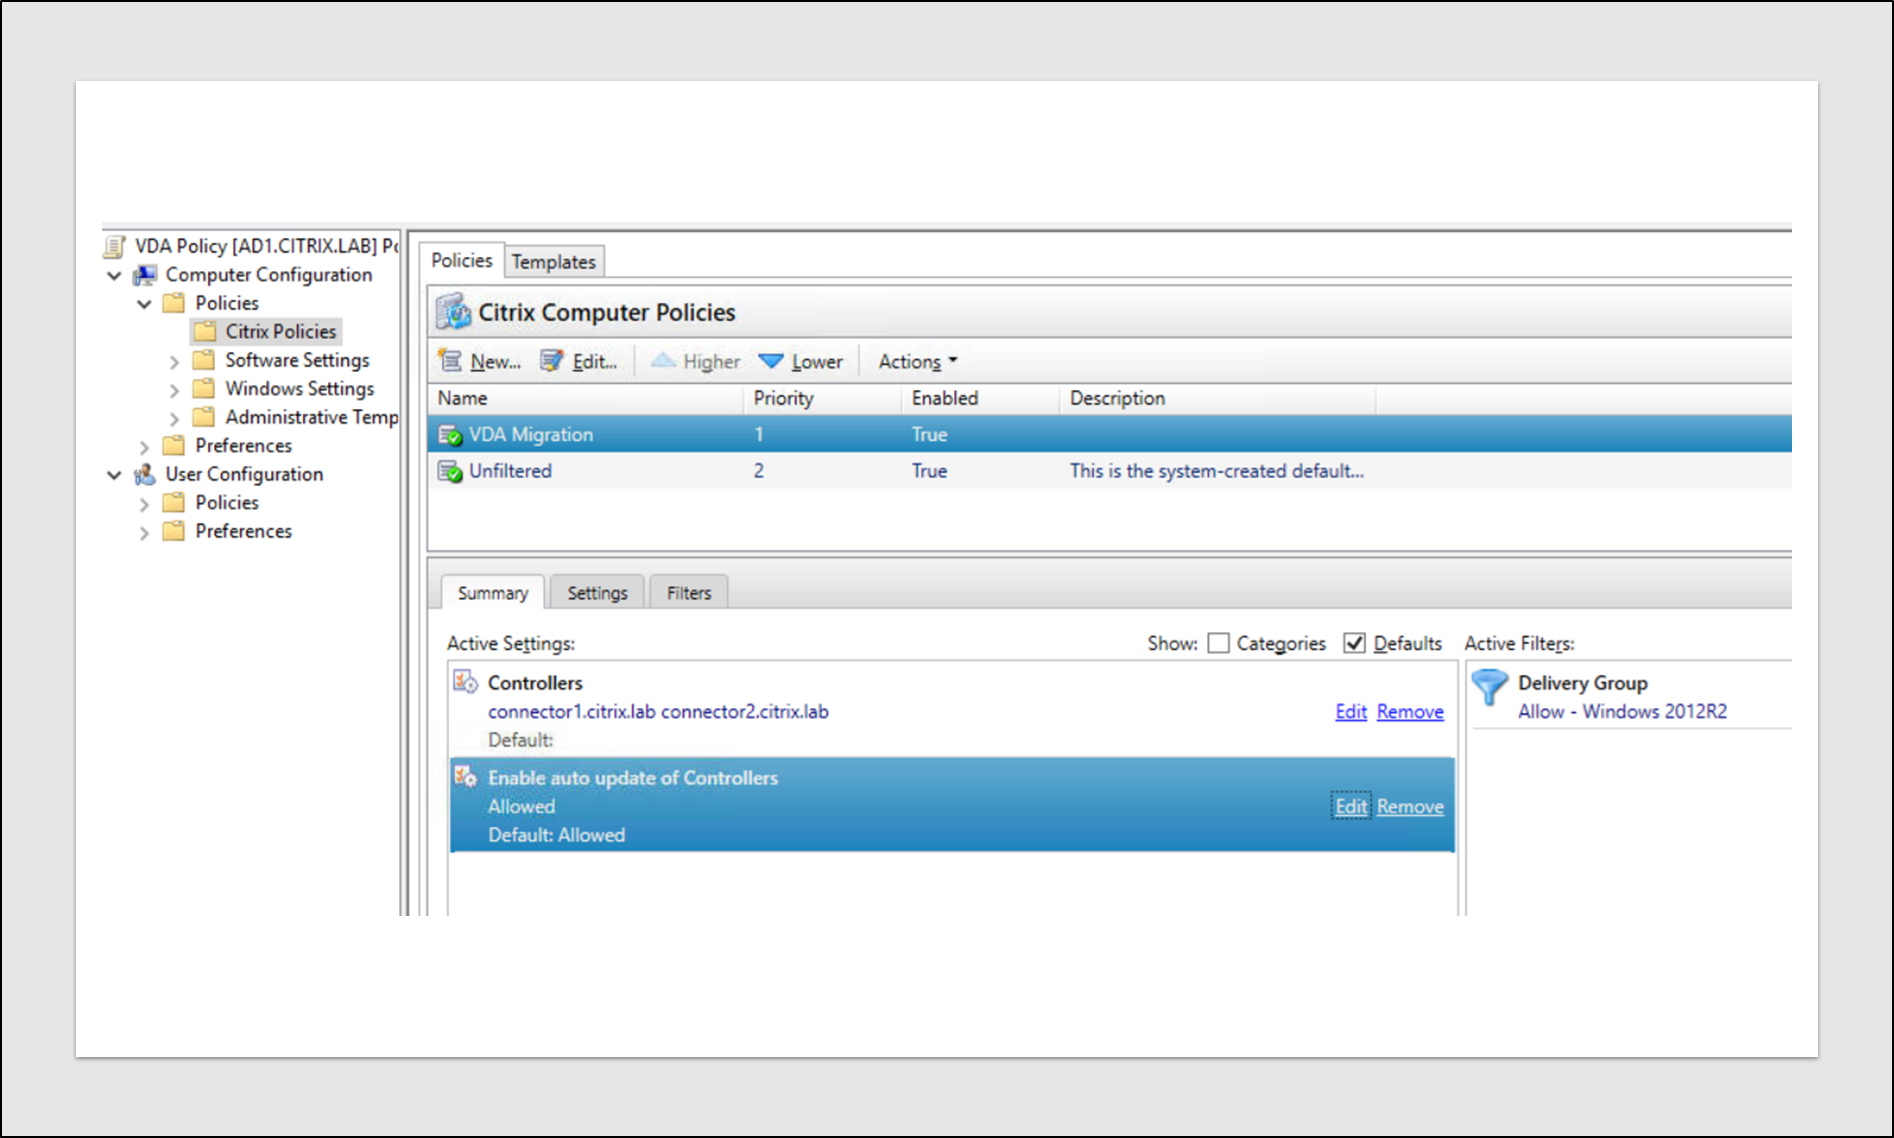 VDA Policy [AD1.CITRIX.LAB]
Computer Configuration
Policies
Citrix Policies
Software Settings
Windows Settings
Administrative Temp
Preferences
User Configuration
Policies
Preferences
Policies Templates
Citrix Computer Policies
New... Edit... Higher Lower Actions
Name Priority Enabled Description
VDA Migration 1 True
Unfiltered 2 True This is the system-created default...
Summary Settings Filters
Active Settings: Show: Categories Defaults
Controllers
connector1.citrix.lab connector2.citrix.lab Edit Remove
Default:
Enable auto update of Controllers
Allowed Edit Remove
Default: Allowed
Active Filters:
Delivery Group
Allow - Windows 2012R2